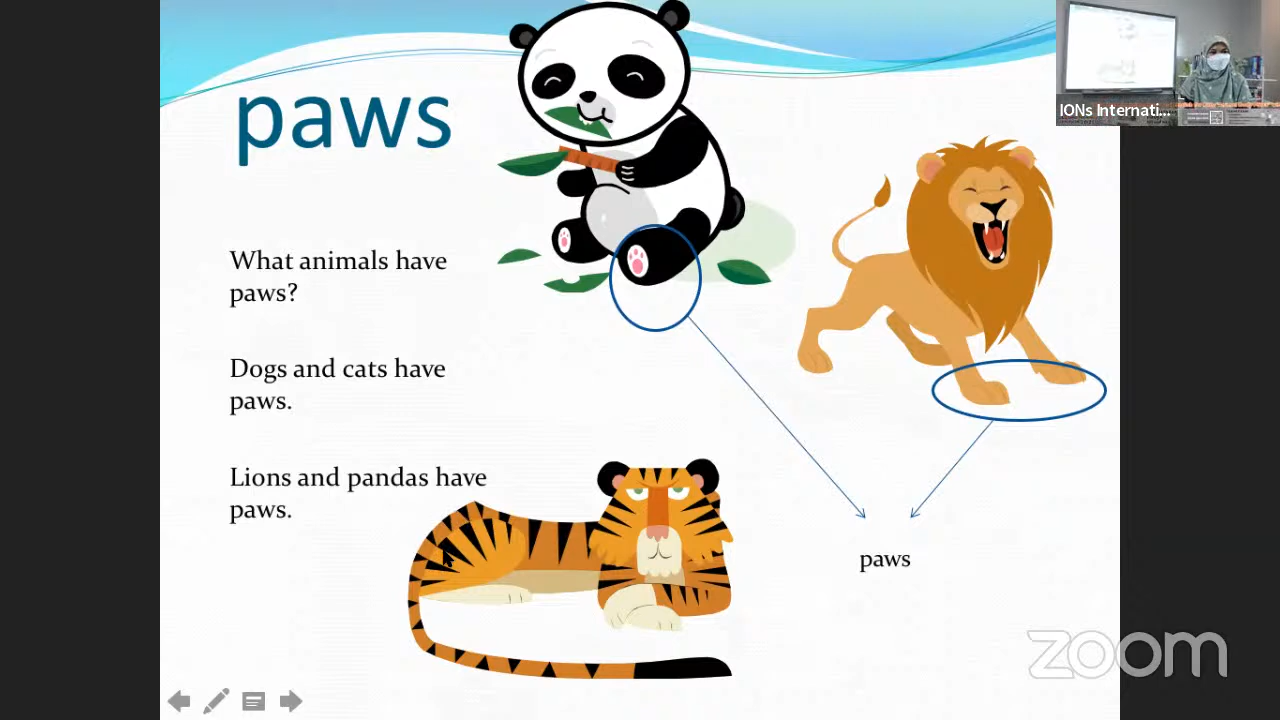 paws
IONs Internati...
What animals have
paws?
Dogs and cats have
paws.
Lions and pandas have
paws.
paws
zoom